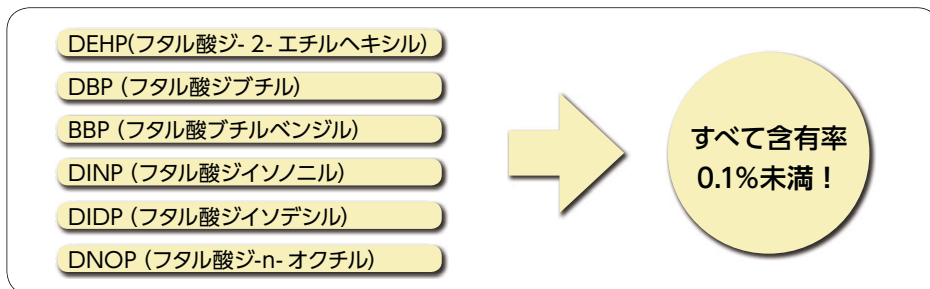 DEHP(フタル酸ジ- 2- エチルヘキシル)
DBP (フタル酸ジブチル)
BBP (フタル酸ブチルベンジル)
DINP (フタル酸ジイソノニル)
DIDP (フタル酸ジイソデシル)
DNOP (フタル酸ジ-n- オクチル)
すべて含有率
0.1%未満！